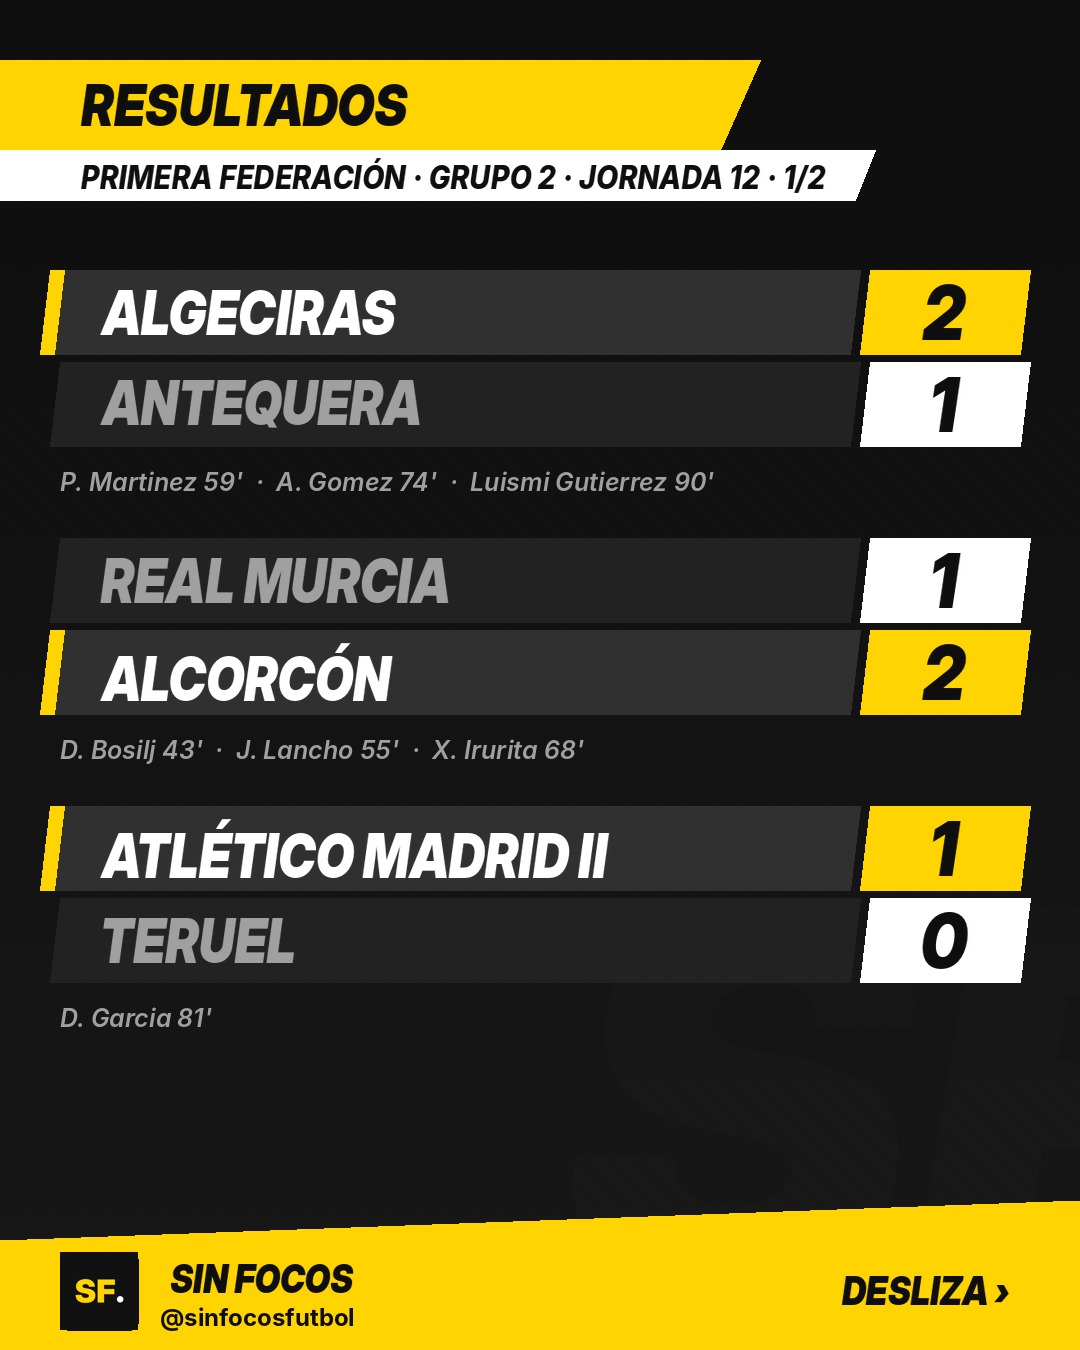 RESULTADOS
PRIMERA FEDERACIÓN · GRUPO 2 · JORNADA 12 · 1/2
ALGECIRAS 2
ANTEQUERA 1
P. Martinez 59' · A. Gomez 74' · Luismi Gutierrez 90'
REAL MURCIA 1
ALCORCÓN 2
D. Bosilj 43' · J. Lancho 55' · X. Irurita 68'
ATLÉTICO MADRID II 1
TERUEL 0
D. Garcia 81'
SF
SF.
SIN FOCOS
@sinfocosfutbol
DESLIZA ›